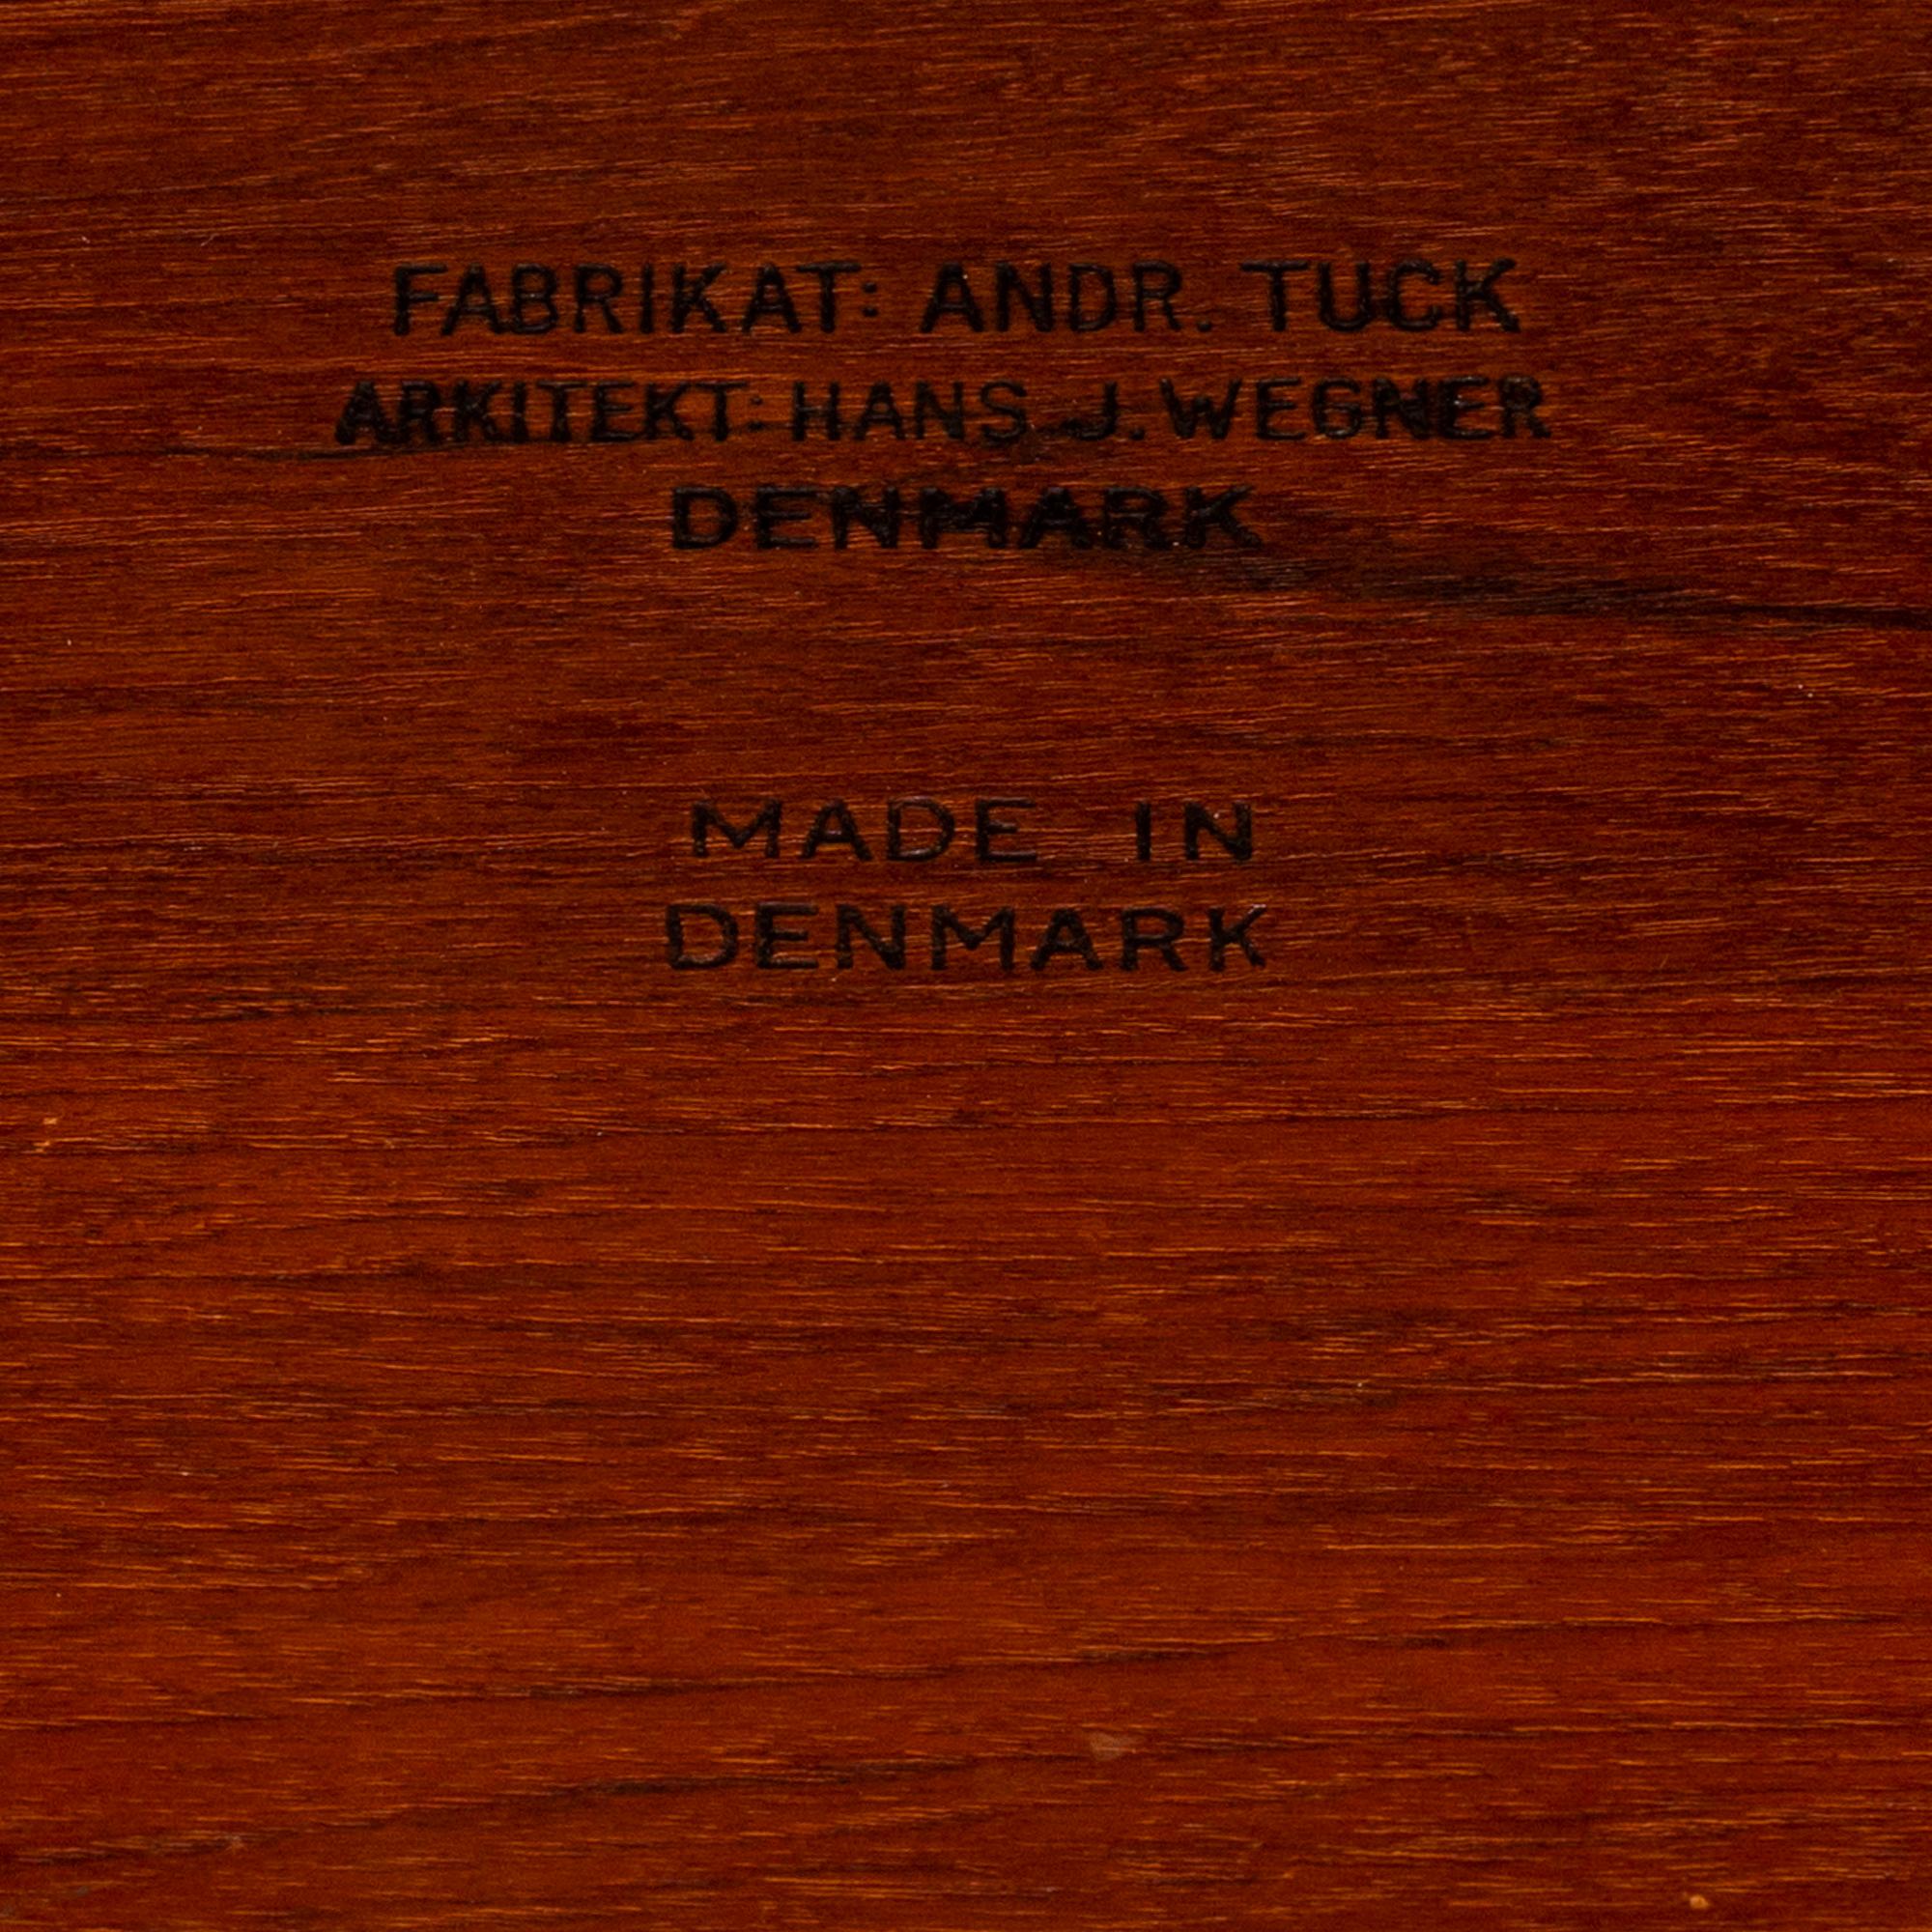 FABRIKAT: ANDR. TUCK
ARKITEKT: HANS J. WEGNER
DENMARK
MADE IN
DENMARK